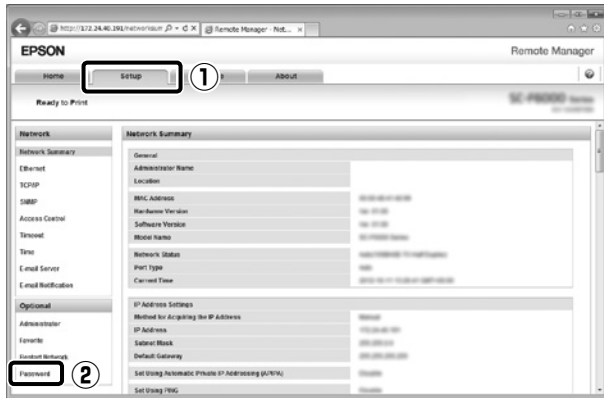 http://172.24.40.191/networksum
Remote Manager - Net...
EPSON
Remote Manager
Home
Setup
①
About
Ready to Print
Network
Network Summary
Ethernet
TCP/IP
SNMP
Access Control
Timeout
Time
E-mail Server
E-mail Notification
Optional
Administrator
Favorite
Restart Network
Password
②
Network Summary
General
Administrator Name
Location
MAC Address
Hardware Version
Software Version
Model Name
Network Status
Port Type
Current Time
IP Address Settings
Method for Acquiring the IP Address
IP Address
Subnet Mask
Default Gateway
Set Using Automatic Private IP Addressing (APIPA)
Set Using PING